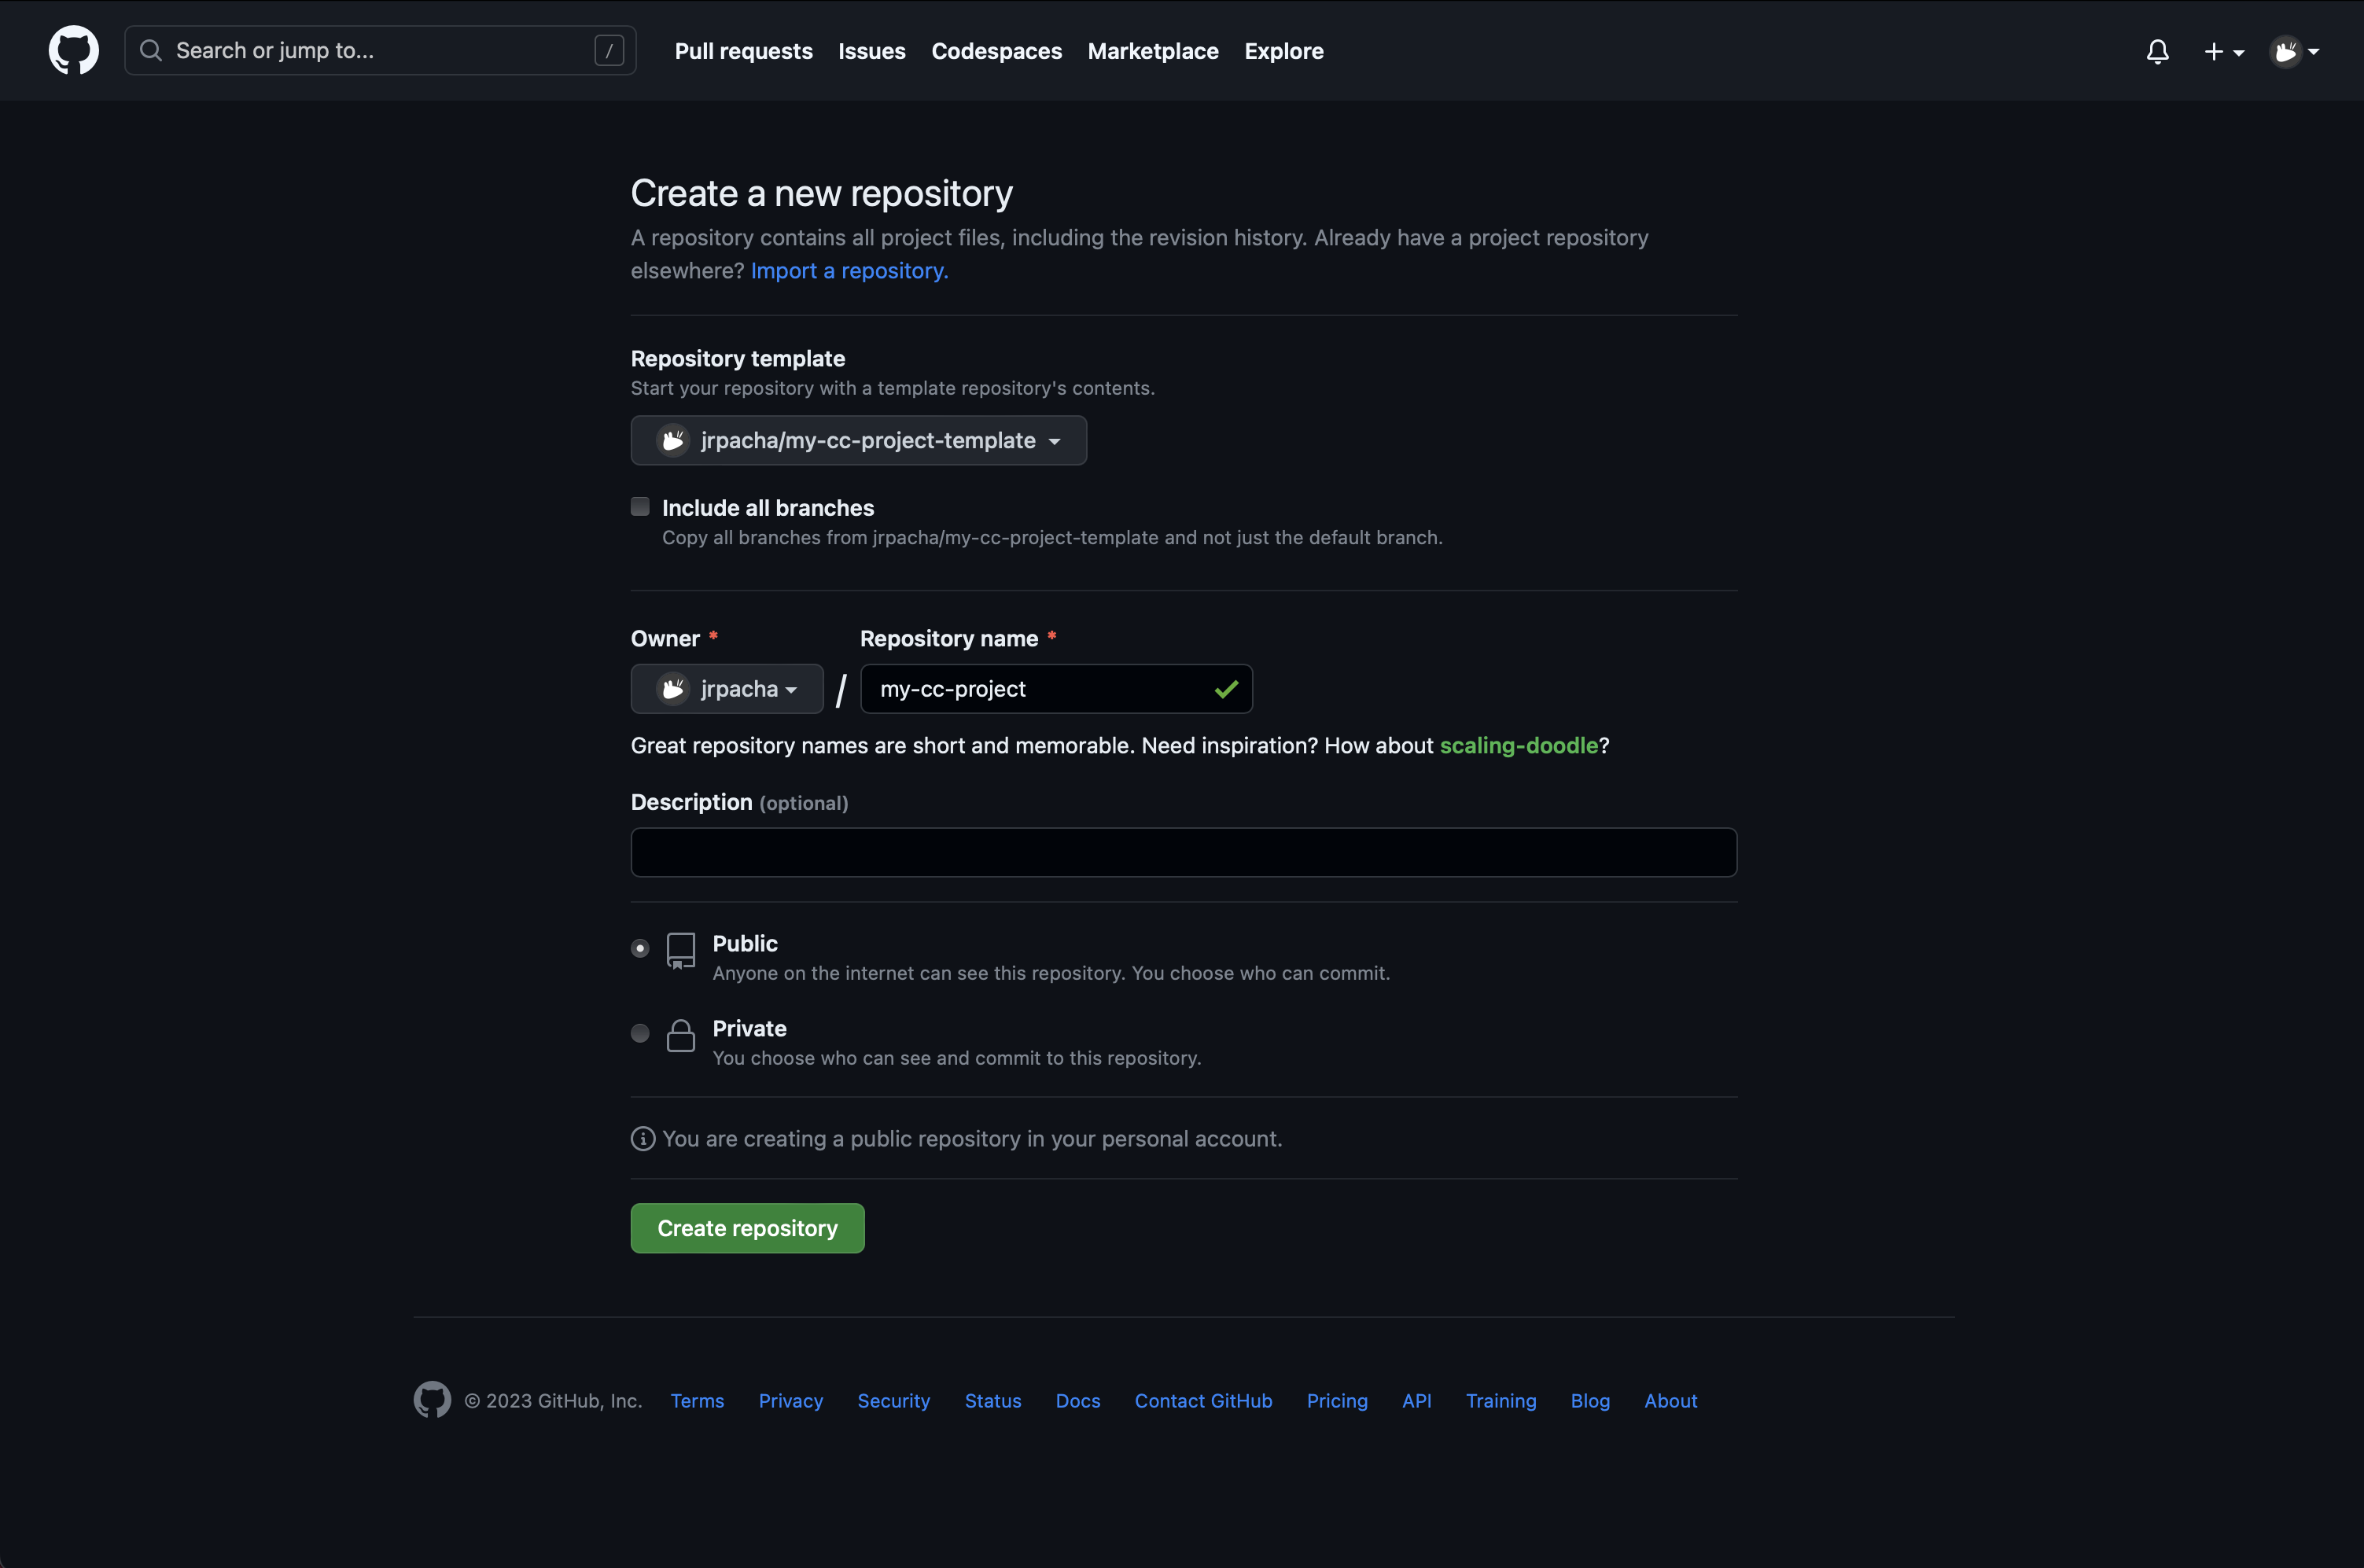 Search or jump to... /
Pull requests Issues Codespaces Marketplace Explore
Create a new repository
A repository contains all project files, including the revision history. Already have a project repository
elsewhere? Import a repository.
Repository template
Start your repository with a template repository's contents.
jrpacha/my-cc-project-template
Include all branches
Copy all branches from jrpacha/my-cc-project-template and not just the default branch.
Owner * Repository name *
jrpacha / my-cc-project
Great repository names are short and memorable. Need inspiration? How about scaling-doodle?
Description (optional)
Public
Anyone on the internet can see this repository. You choose who can commit.
Private
You choose who can see and commit to this repository.
You are creating a public repository in your personal account.
Create repository
© 2023 GitHub, Inc. Terms Privacy Security Status Docs Contact GitHub Pricing API Training Blog About